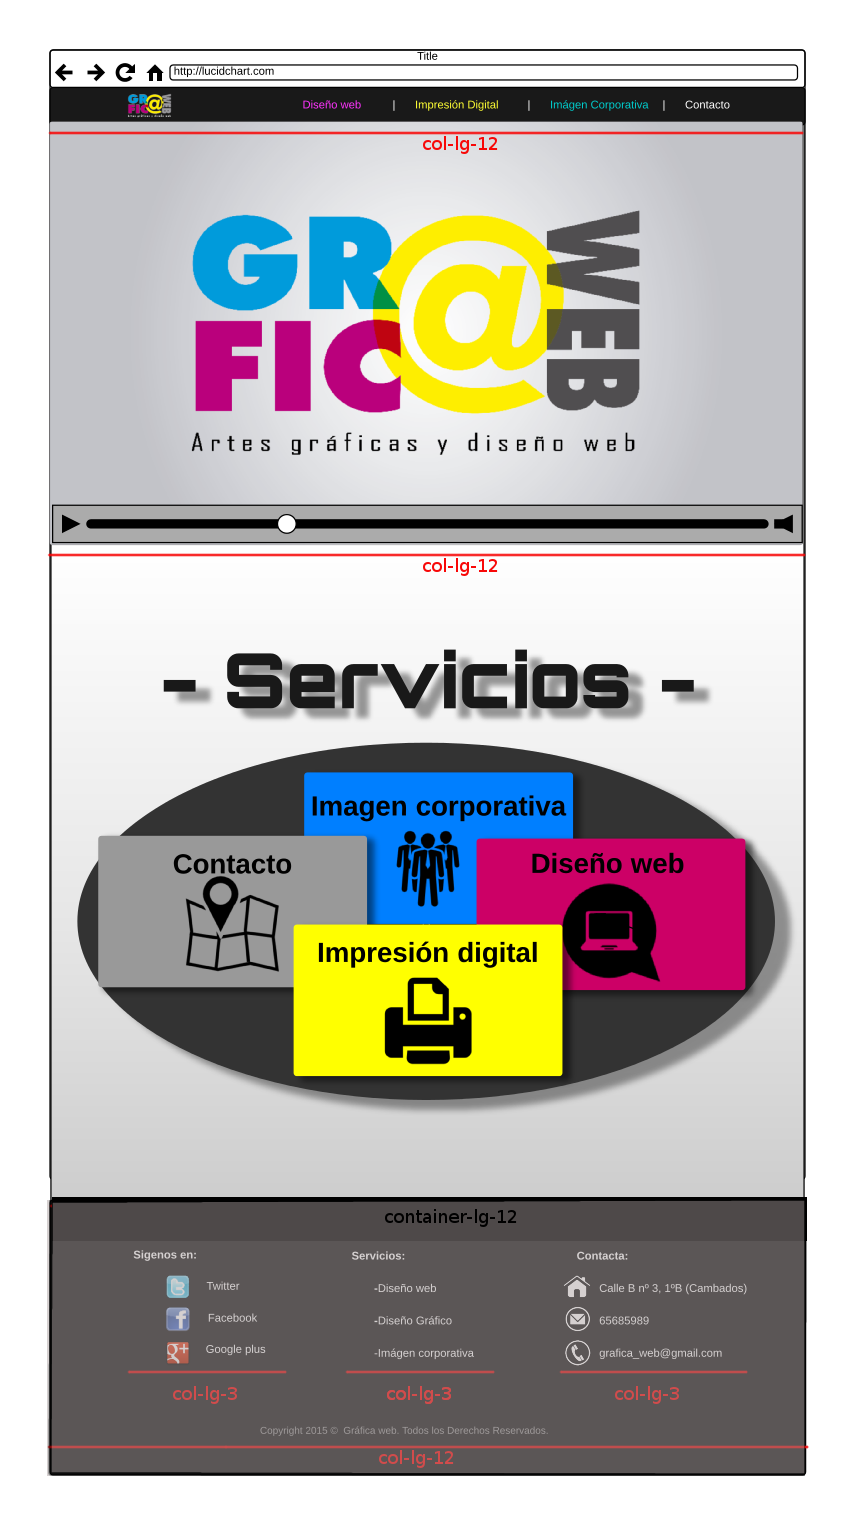 Title
http://lucidchart.com
GR@WEB
FIC
Diseño web | Impresión Digital | Imágen Corporativa | Contacto
col-lg-12
GR@WEB
FIC
Artes gráficas y diseño web
col-lg-12
- Servicios -
Imagen corporativa
Contacto
Diseño web
Impresión digital
container-lg-12
Sigenos en:
Twitter
Facebook
Google plus
col-lg-3
Servicios:
-Diseño web
-Diseño Gráfico
-Imágen corporativa
col-lg-3
Contacta:
Calle B nº 3, 1ºB (Cambados)
65685989
grafica_web@gmail.com
col-lg-3
Copyright 2015 © Gráfica web. Todos los Derechos Reservados.
col-lg-12